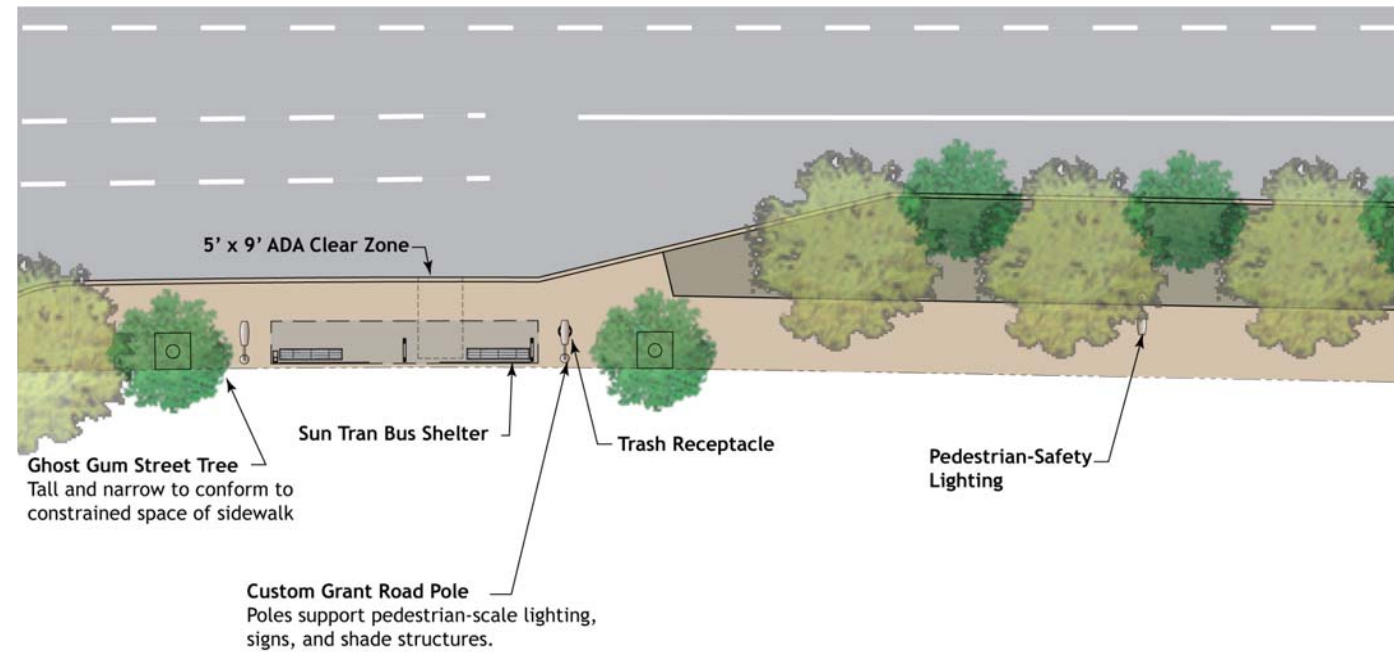 5' x 9' ADA Clear Zone
Sun Tran Bus Shelter
Trash Receptacle
Ghost Gum Street Tree
Tall and narrow to conform to
constrained space of sidewalk
Pedestrian-Safety
Lighting
Custom Grant Road Pole
Poles support pedestrian-scale lighting,
signs, and shade structures.